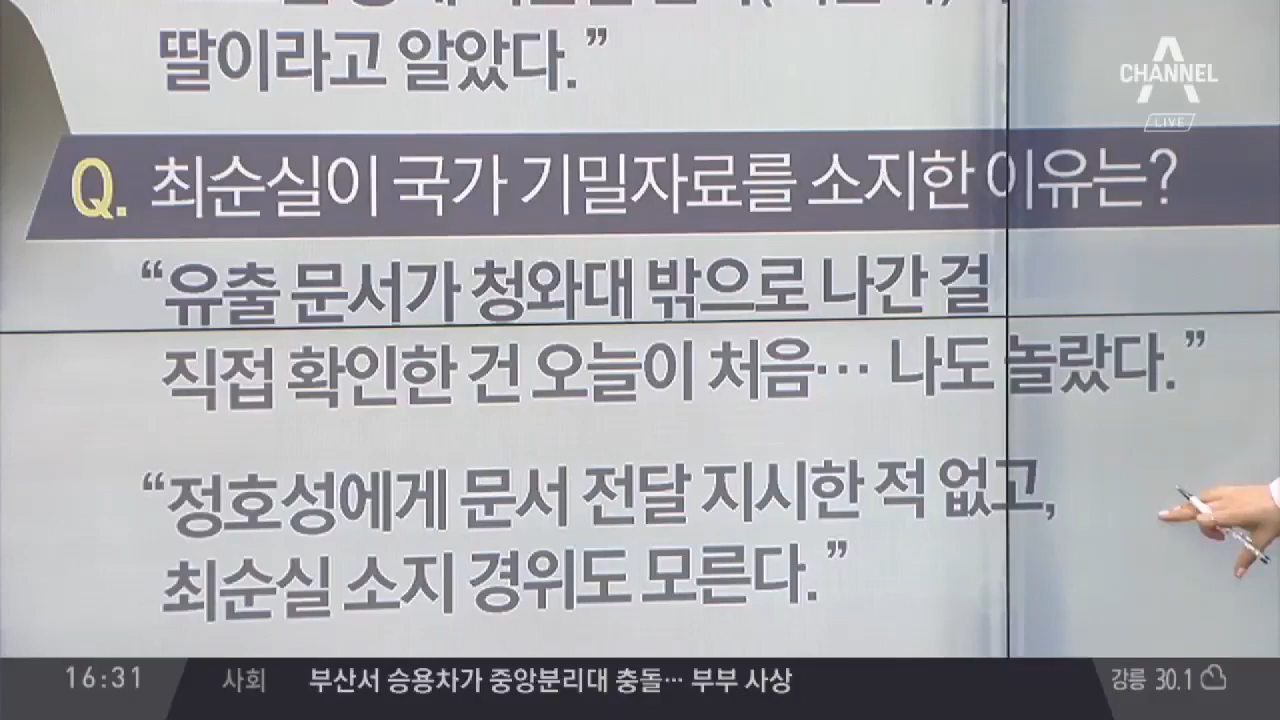 딸이라고 알았다.”
CHANNEL A
LIVE
Q. 최순실이 국가 기밀자료를 소지한 이유는?
“유출 문서가 청와대 밖으로 나간 걸
직접 확인한 건 오늘이 처음… 나도 놀랐다.”
“정호성에게 문서 전달 지시한 적 없고,
최순실 소지 경위도 모른다.”
16:31 사회 부산서 승용차가 중앙분리대 충돌… 부부 사상 강릉 30.1